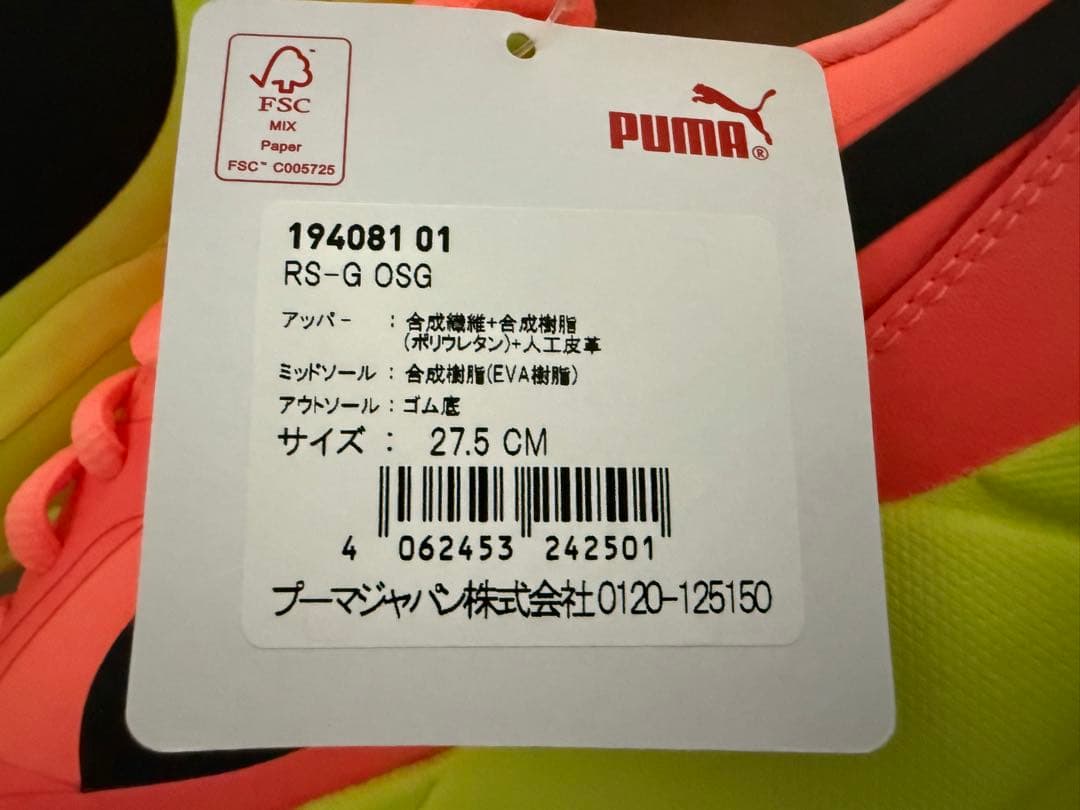 FSC
MIX
Paper
FSC™ C005725
PUMA®
194081 01
RS-G OSG
アッパー : 合成繊維+合成樹脂
(ポリウレタン)+人工皮革
ミッドソール : 合成樹脂(EVA樹脂)
アウトソール : ゴム底
サイズ : 27.5 CM
4 062453 242501
プーマジャパン株式会社0120-125150